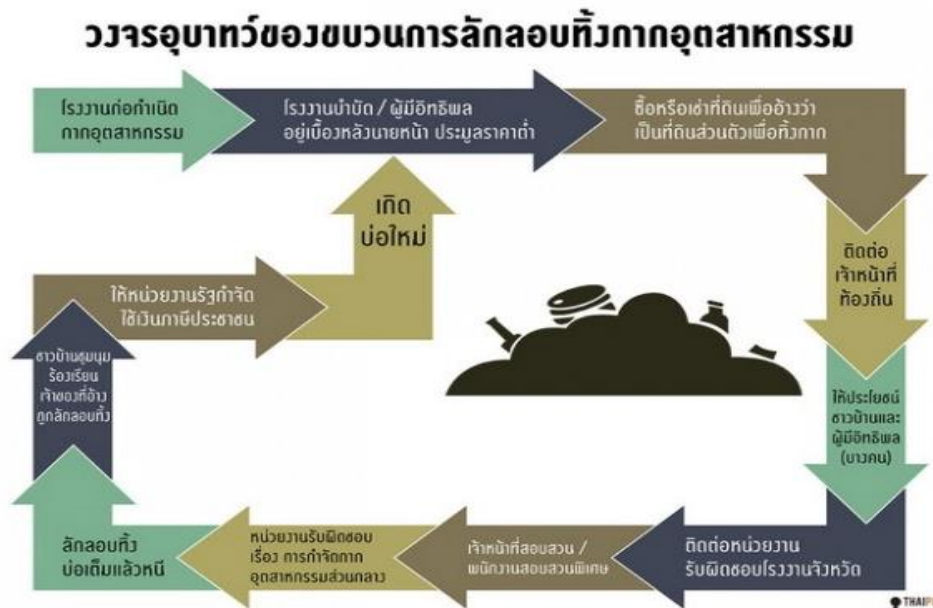 วงจรอุบาทว์ของขบวนการลักลอบทิ้งกากอุตสาหกรรม
โรงงานก่อกำเนิด
กากอุตสาหกรรม
โรงงานบำบัด / ผู้มีอิทธิพล
อยู่เบื้องหลังนายหน้า ประมูลราคาต่ำ
ซื้อหรือเช่าที่ดินเพื่ออ้างว่า
เป็นที่ดินส่วนตัวเพื่อทิ้งกาก
ติดต่อ
เจ้าหน้าที่
ท้องถิ่น
ให้ประโยชน์
ชาวบ้านและ
ผู้มีอิทธิพล
(บางคน)
ติดต่อหน่วยงาน
รับผิดชอบโรงงานจังหวัด
เจ้าหน้าที่สอบสวน /
พนักงานสอบสวนพิเศษ
หน่วยงานรับผิดชอบ
เรื่อง การกำจัดกาก
อุตสาหกรรมส่วนกลาง
ลักลอบทิ้ง
บ่อเต็มแล้วหนี
ชาวบ้านชุมนุม
ร้องเรียน
เจ้าของที่อ้าง
ถูกลักลอบทิ้ง
ให้หน่วยงานรัฐกำจัด
ใช้เงินภาษีประชาชน
เกิด
บ่อใหม่